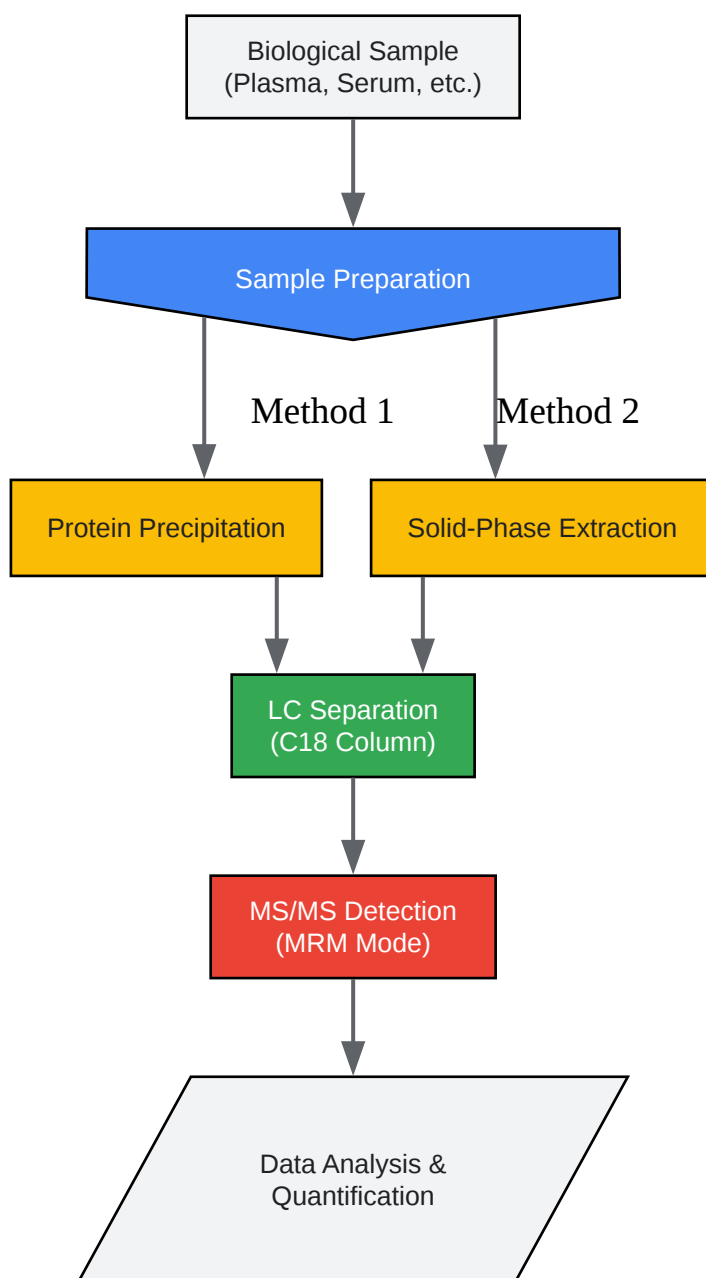 Biological Sample
(Plasma, Serum, etc.)
Sample Preparation
Method 1
Method 2
Protein Precipitation
Solid-Phase Extraction
LC Separation
(C18 Column)
MS/MS Detection
(MRM Mode)
Data Analysis &
Quantification